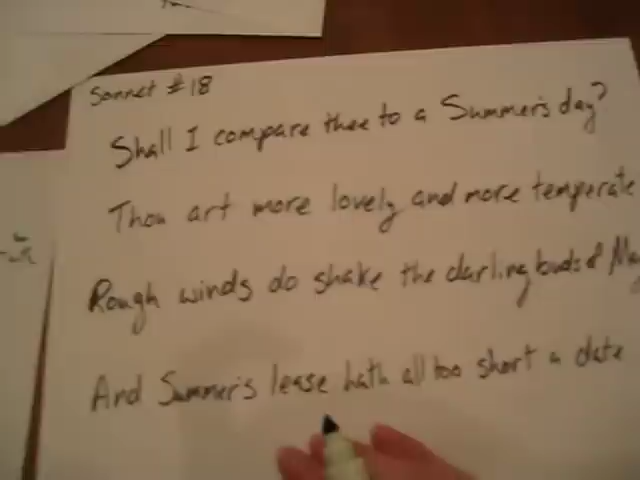 Sonnet #18
Shall I compare thee to a Summer's day?
Thou art more lovely and more temperate
Rough winds do shake the darling buds of May
And Summer's lease hath all too short a date